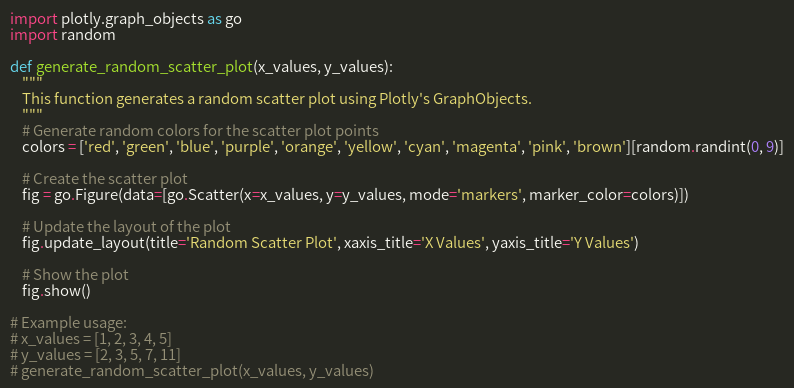 import plotly.graph_objects as go
import random
def generate_random_scatter_plot(x_values, y_values):
"""
This function generates a random scatter plot using Plotly's GraphObjects.
"""
# Generate random colors for the scatter plot points
colors = ['red', 'green', 'blue', 'purple', 'orange', 'yellow', 'cyan', 'magenta', 'pink', 'brown'][random.randint(0, 9)]
# Create the scatter plot
fig = go.Figure(data=[go.Scatter(x=x_values, y=y_values, mode='markers', marker_color=colors)])
# Update the layout of the plot
fig.update_layout(title='Random Scatter Plot', xaxis_title='X Values', yaxis_title='Y Values')
# Show the plot
fig.show()
# Example usage:
# x_values = [1, 2, 3, 4, 5]
# y_values = [2, 3, 5, 7, 11]
# generate_random_scatter_plot(x_values, y_values)